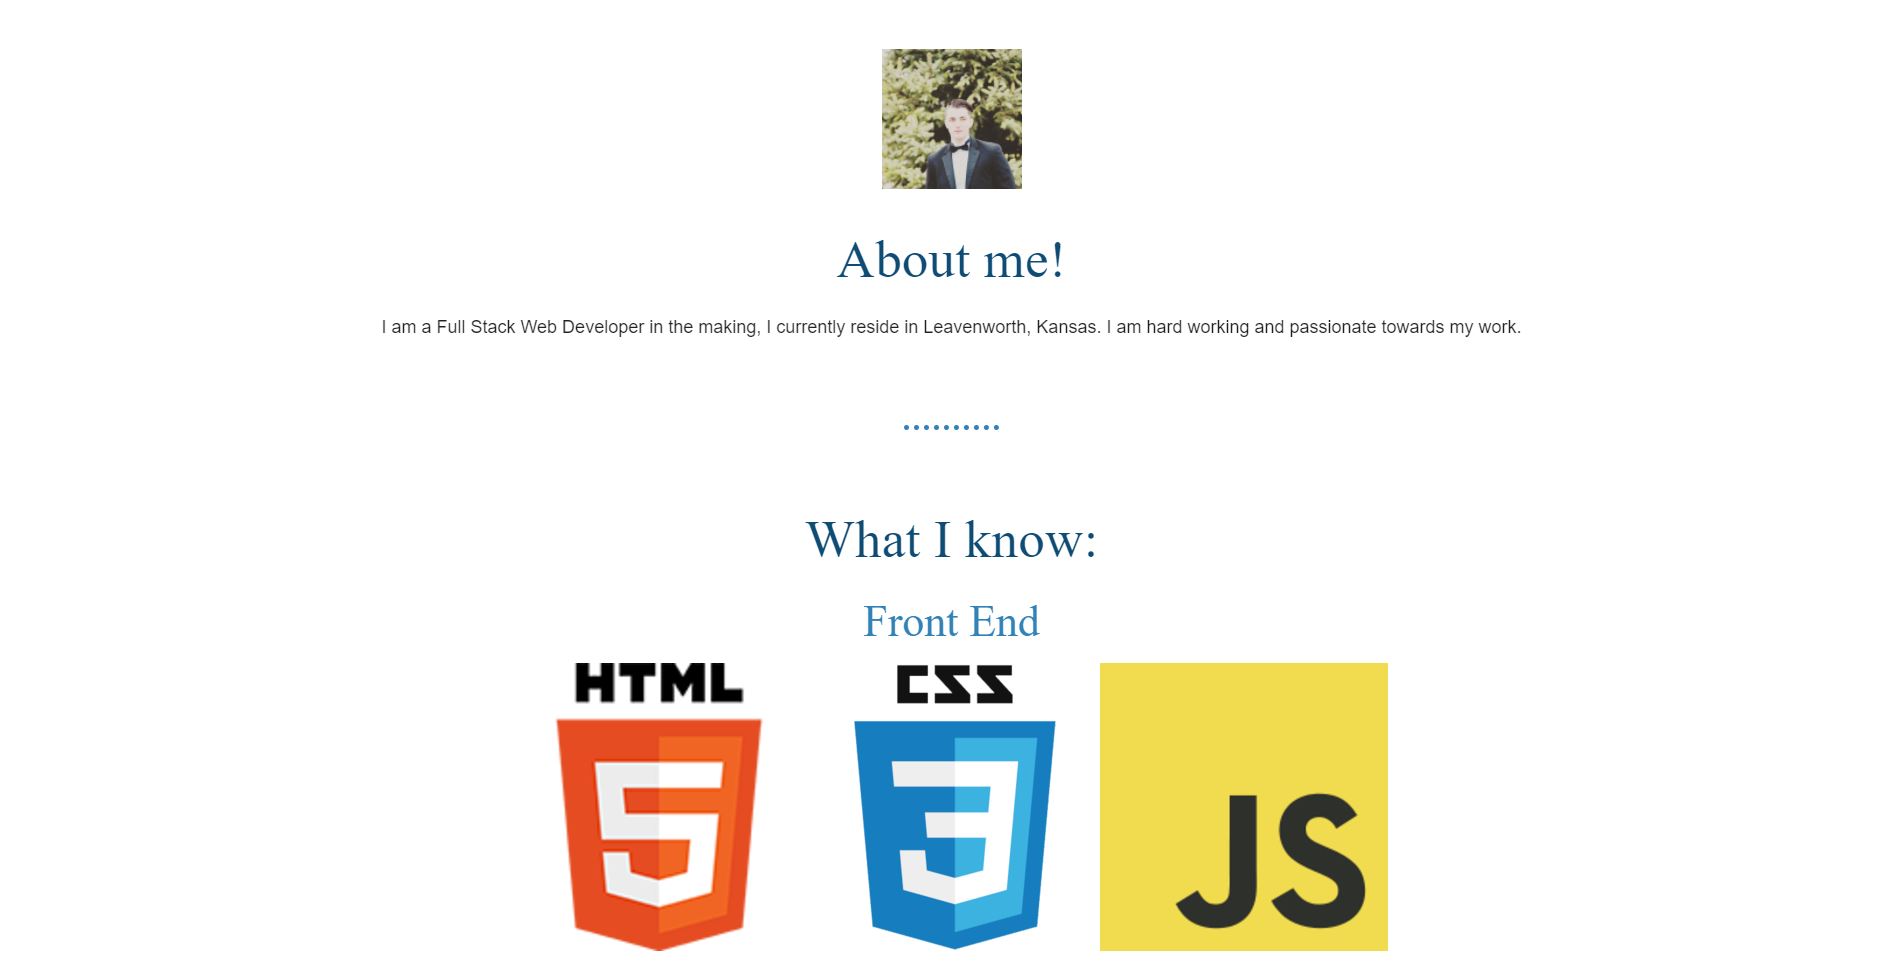 About me!
I am a Full Stack Web Developer in the making, I currently reside in Leavenworth, Kansas. I am hard working and passionate towards my work.
What I know:
Front End
HTML CSS
5 3 JS